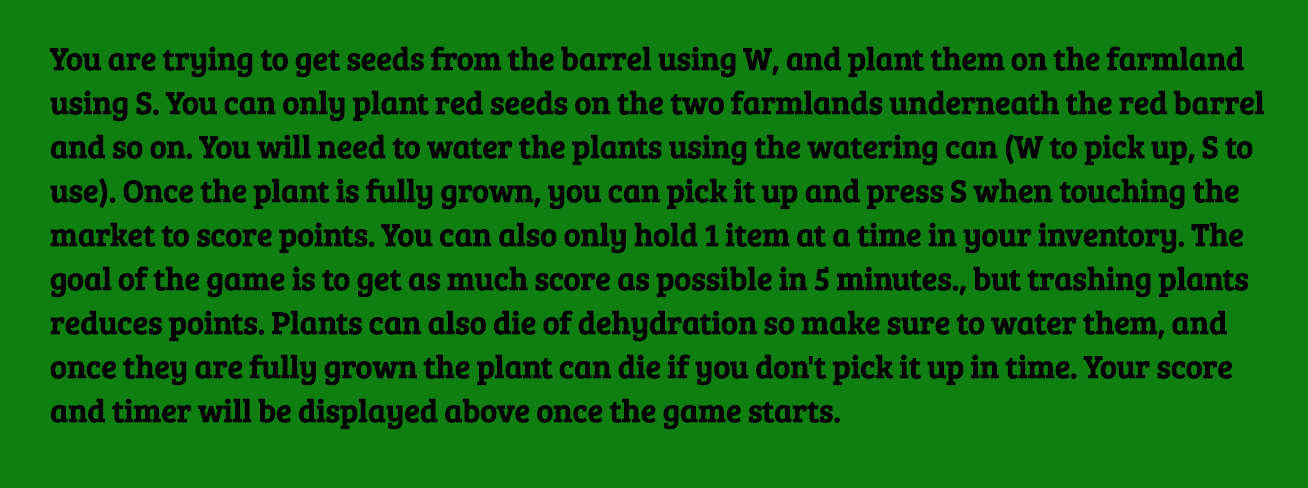 You are trying to get seeds from the barrel using W, and plant them on the farmland
using S. You can only plant red seeds on the two farmlands underneath the red barrel
and so on. You will need to water the plants using the watering can (W to pick up, S to
use). Once the plant is fully grown, you can pick it up and press S when touching the
market to score points. You can also only hold 1 item at a time in your inventory. The
goal of the game is to get as much score as possible in 5 minutes., but trashing plants
reduces points. Plants can also die of dehydration so make sure to water them, and
once they are fully grown the plant can die if you don't pick it up in time. Your score
and timer will be displayed above once the game starts.